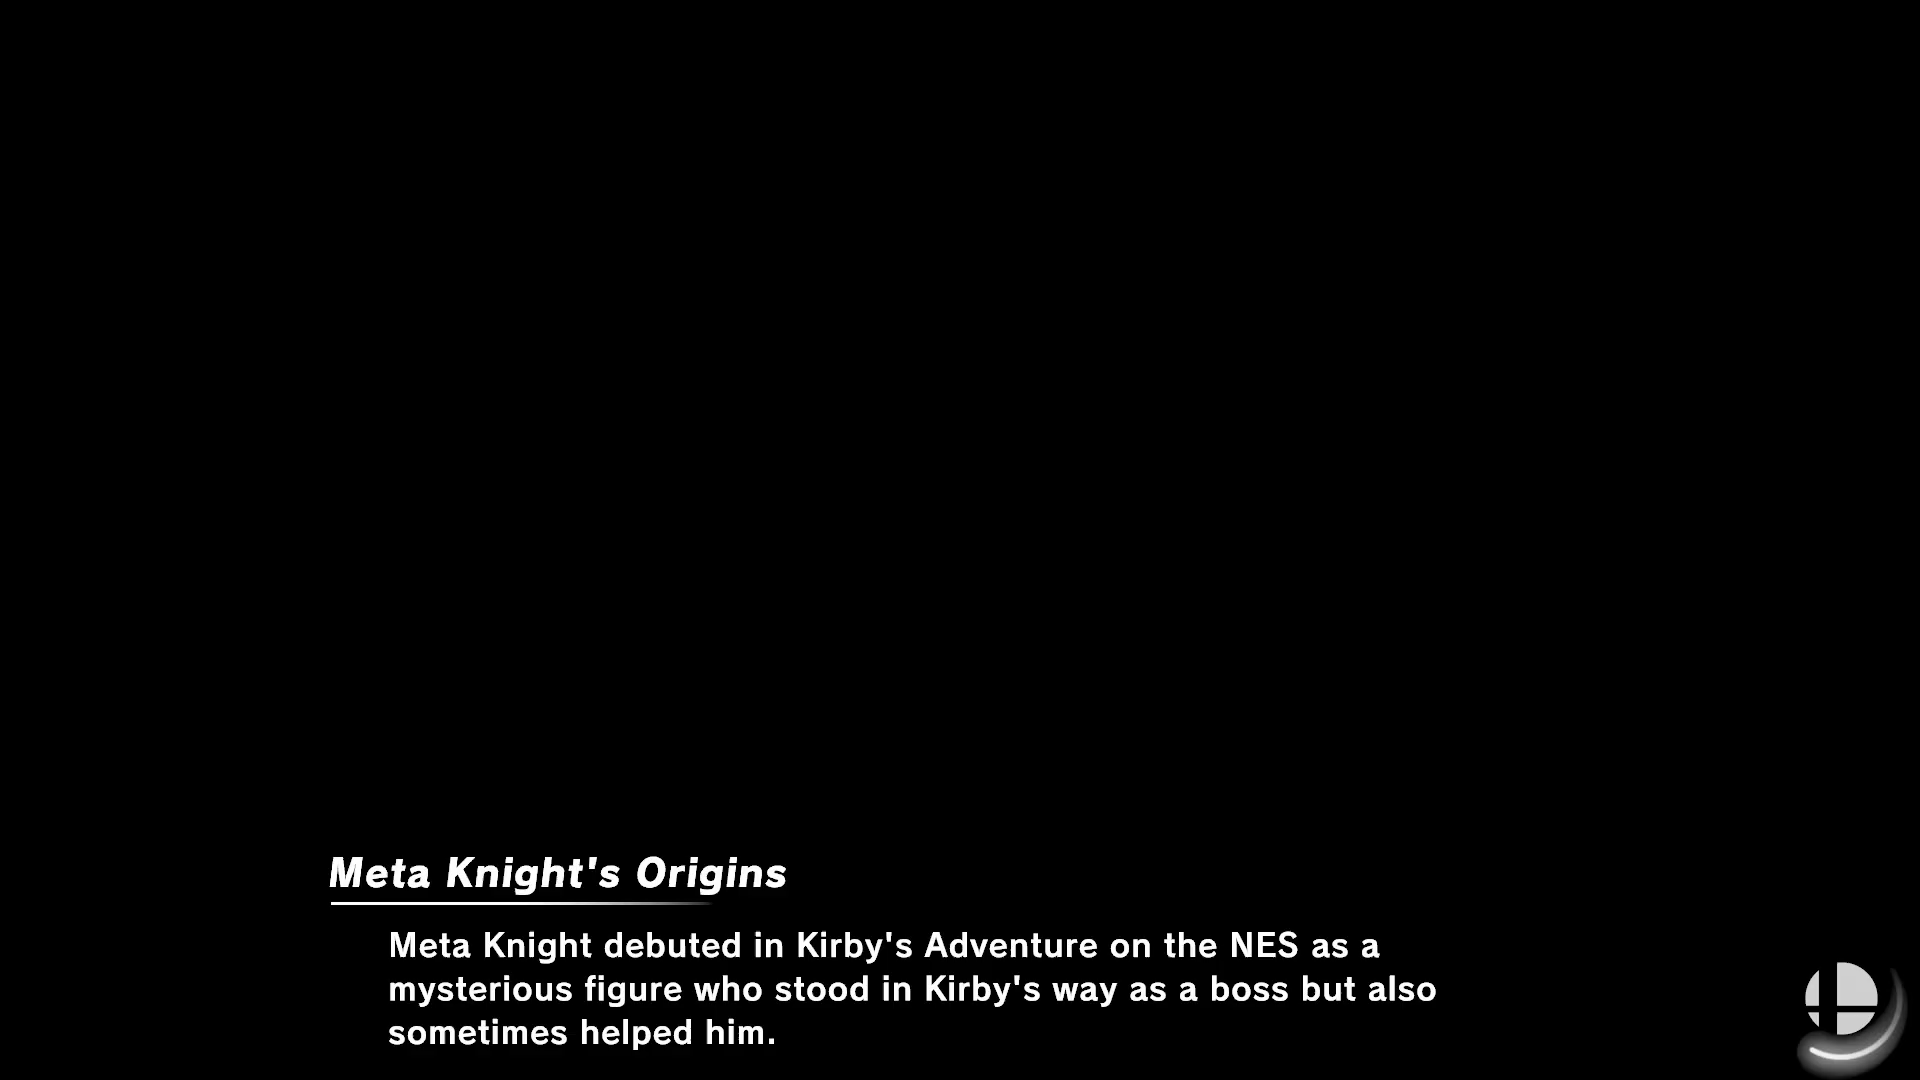 Meta Knight's Origins
Meta Knight debuted in Kirby's Adventure on the NES as a
mysterious figure who stood in Kirby's way as a boss but also
sometimes helped him.